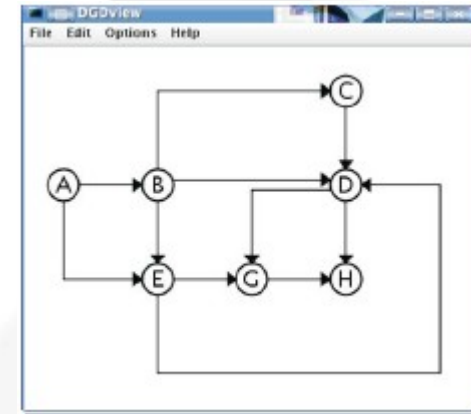 DGDview
File Edit Options Help
C
A B D
E G H